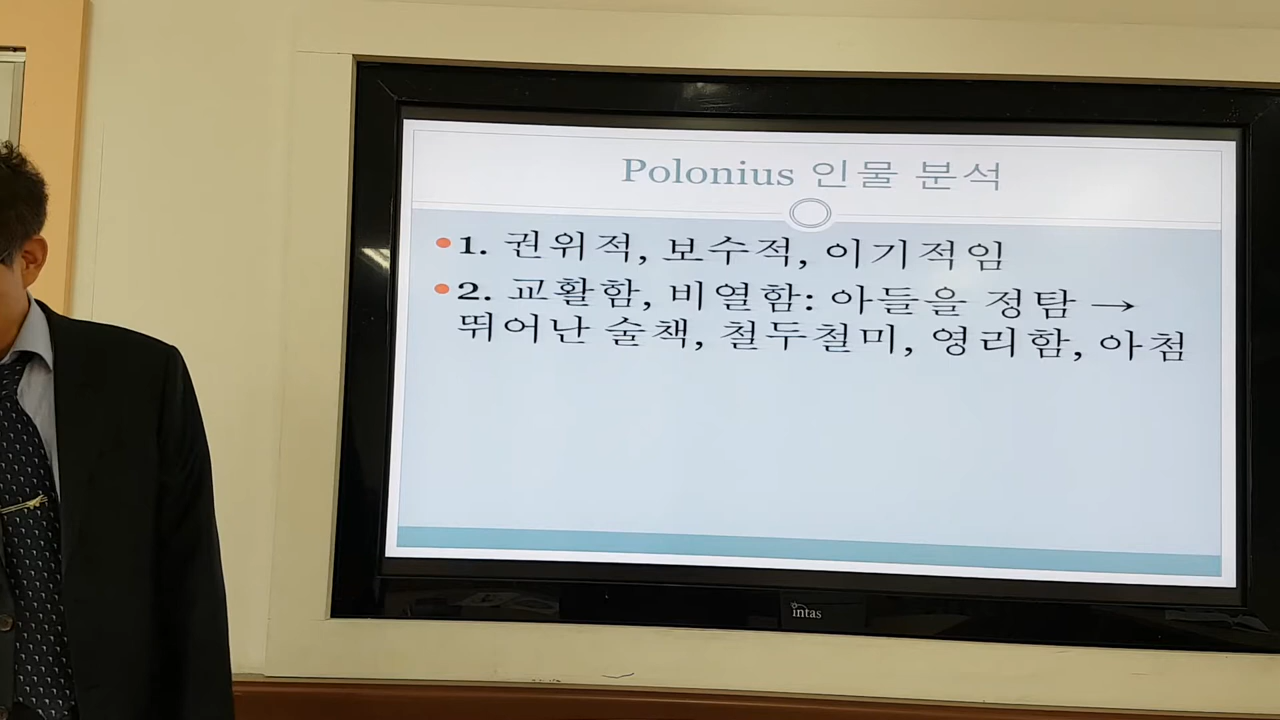 Polonius 인물 분석
1. 권위적, 보수적, 이기적임
2. 교활함, 비열함: 아들을 정탐 →
뛰어난 술책, 철두철미, 영리함, 아첨
intas